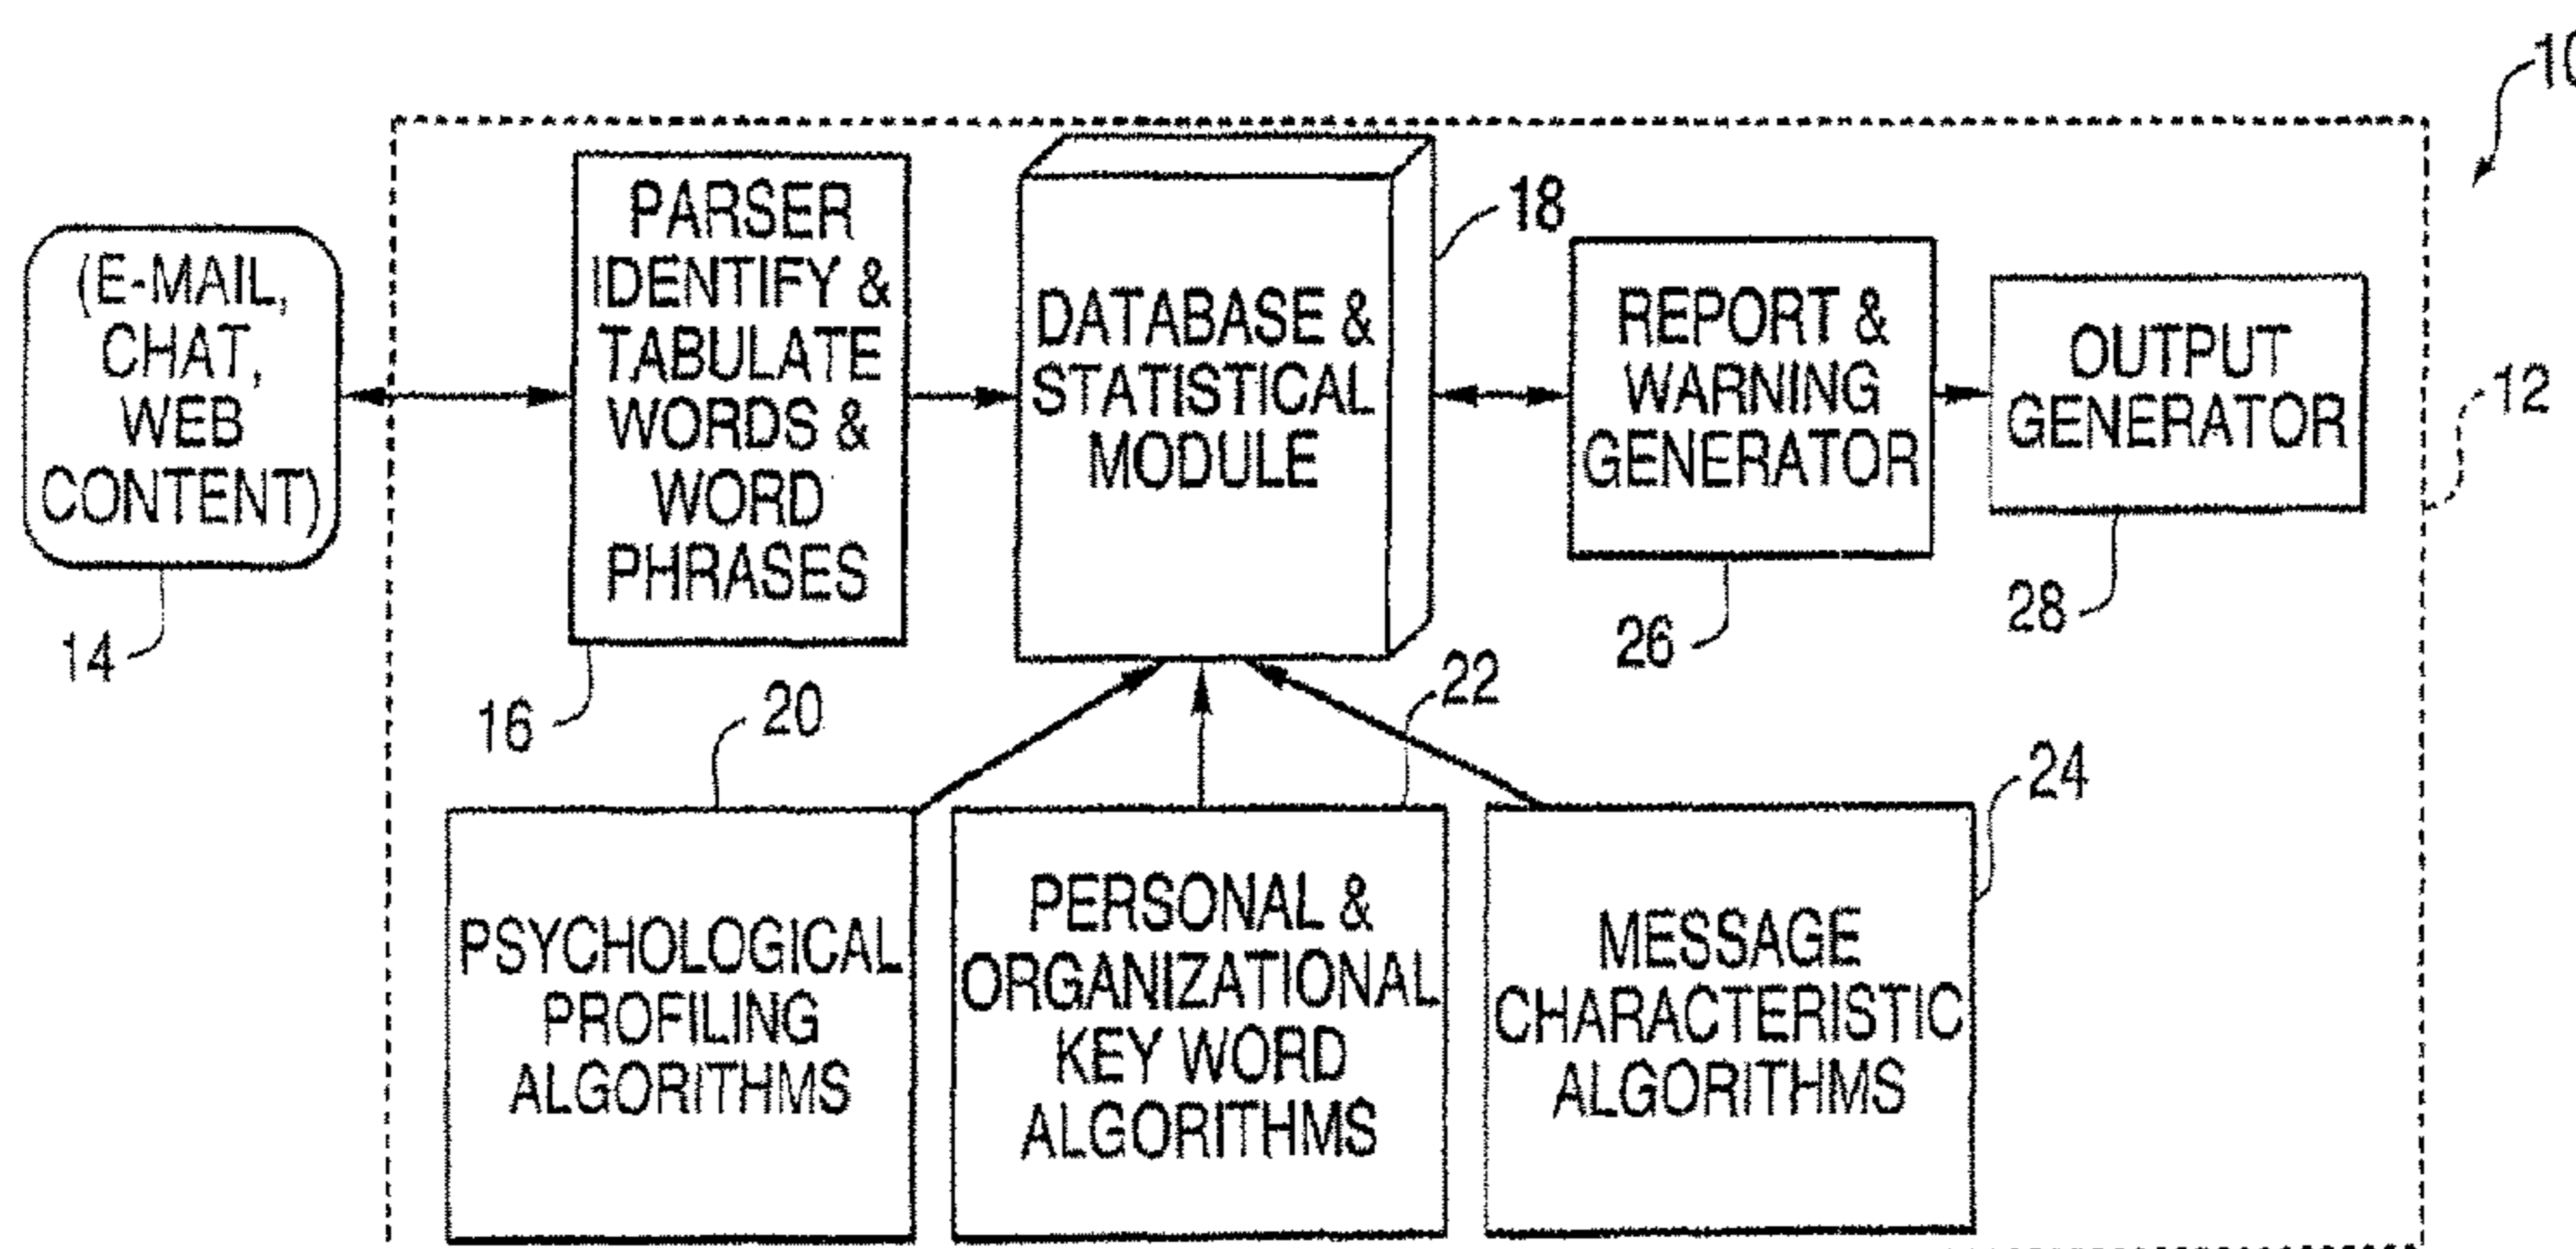 10
(E-MAIL,
CHAT,
WEB
CONTENT)
14
PARSER
IDENTIFY &
TABULATE
WORDS &
WORD
PHRASES
16
DATABASE &
STATISTICAL
MODULE
18
REPORT &
WARNING
GENERATOR
26
OUTPUT
GENERATOR
28
12
PSYCHOLOGICAL
PROFILING
ALGORITHMS
20
PERSONAL &
ORGANIZATIONAL
KEY WORD
ALGORITHMS
22
MESSAGE
CHARACTERISTIC
ALGORITHMS
24